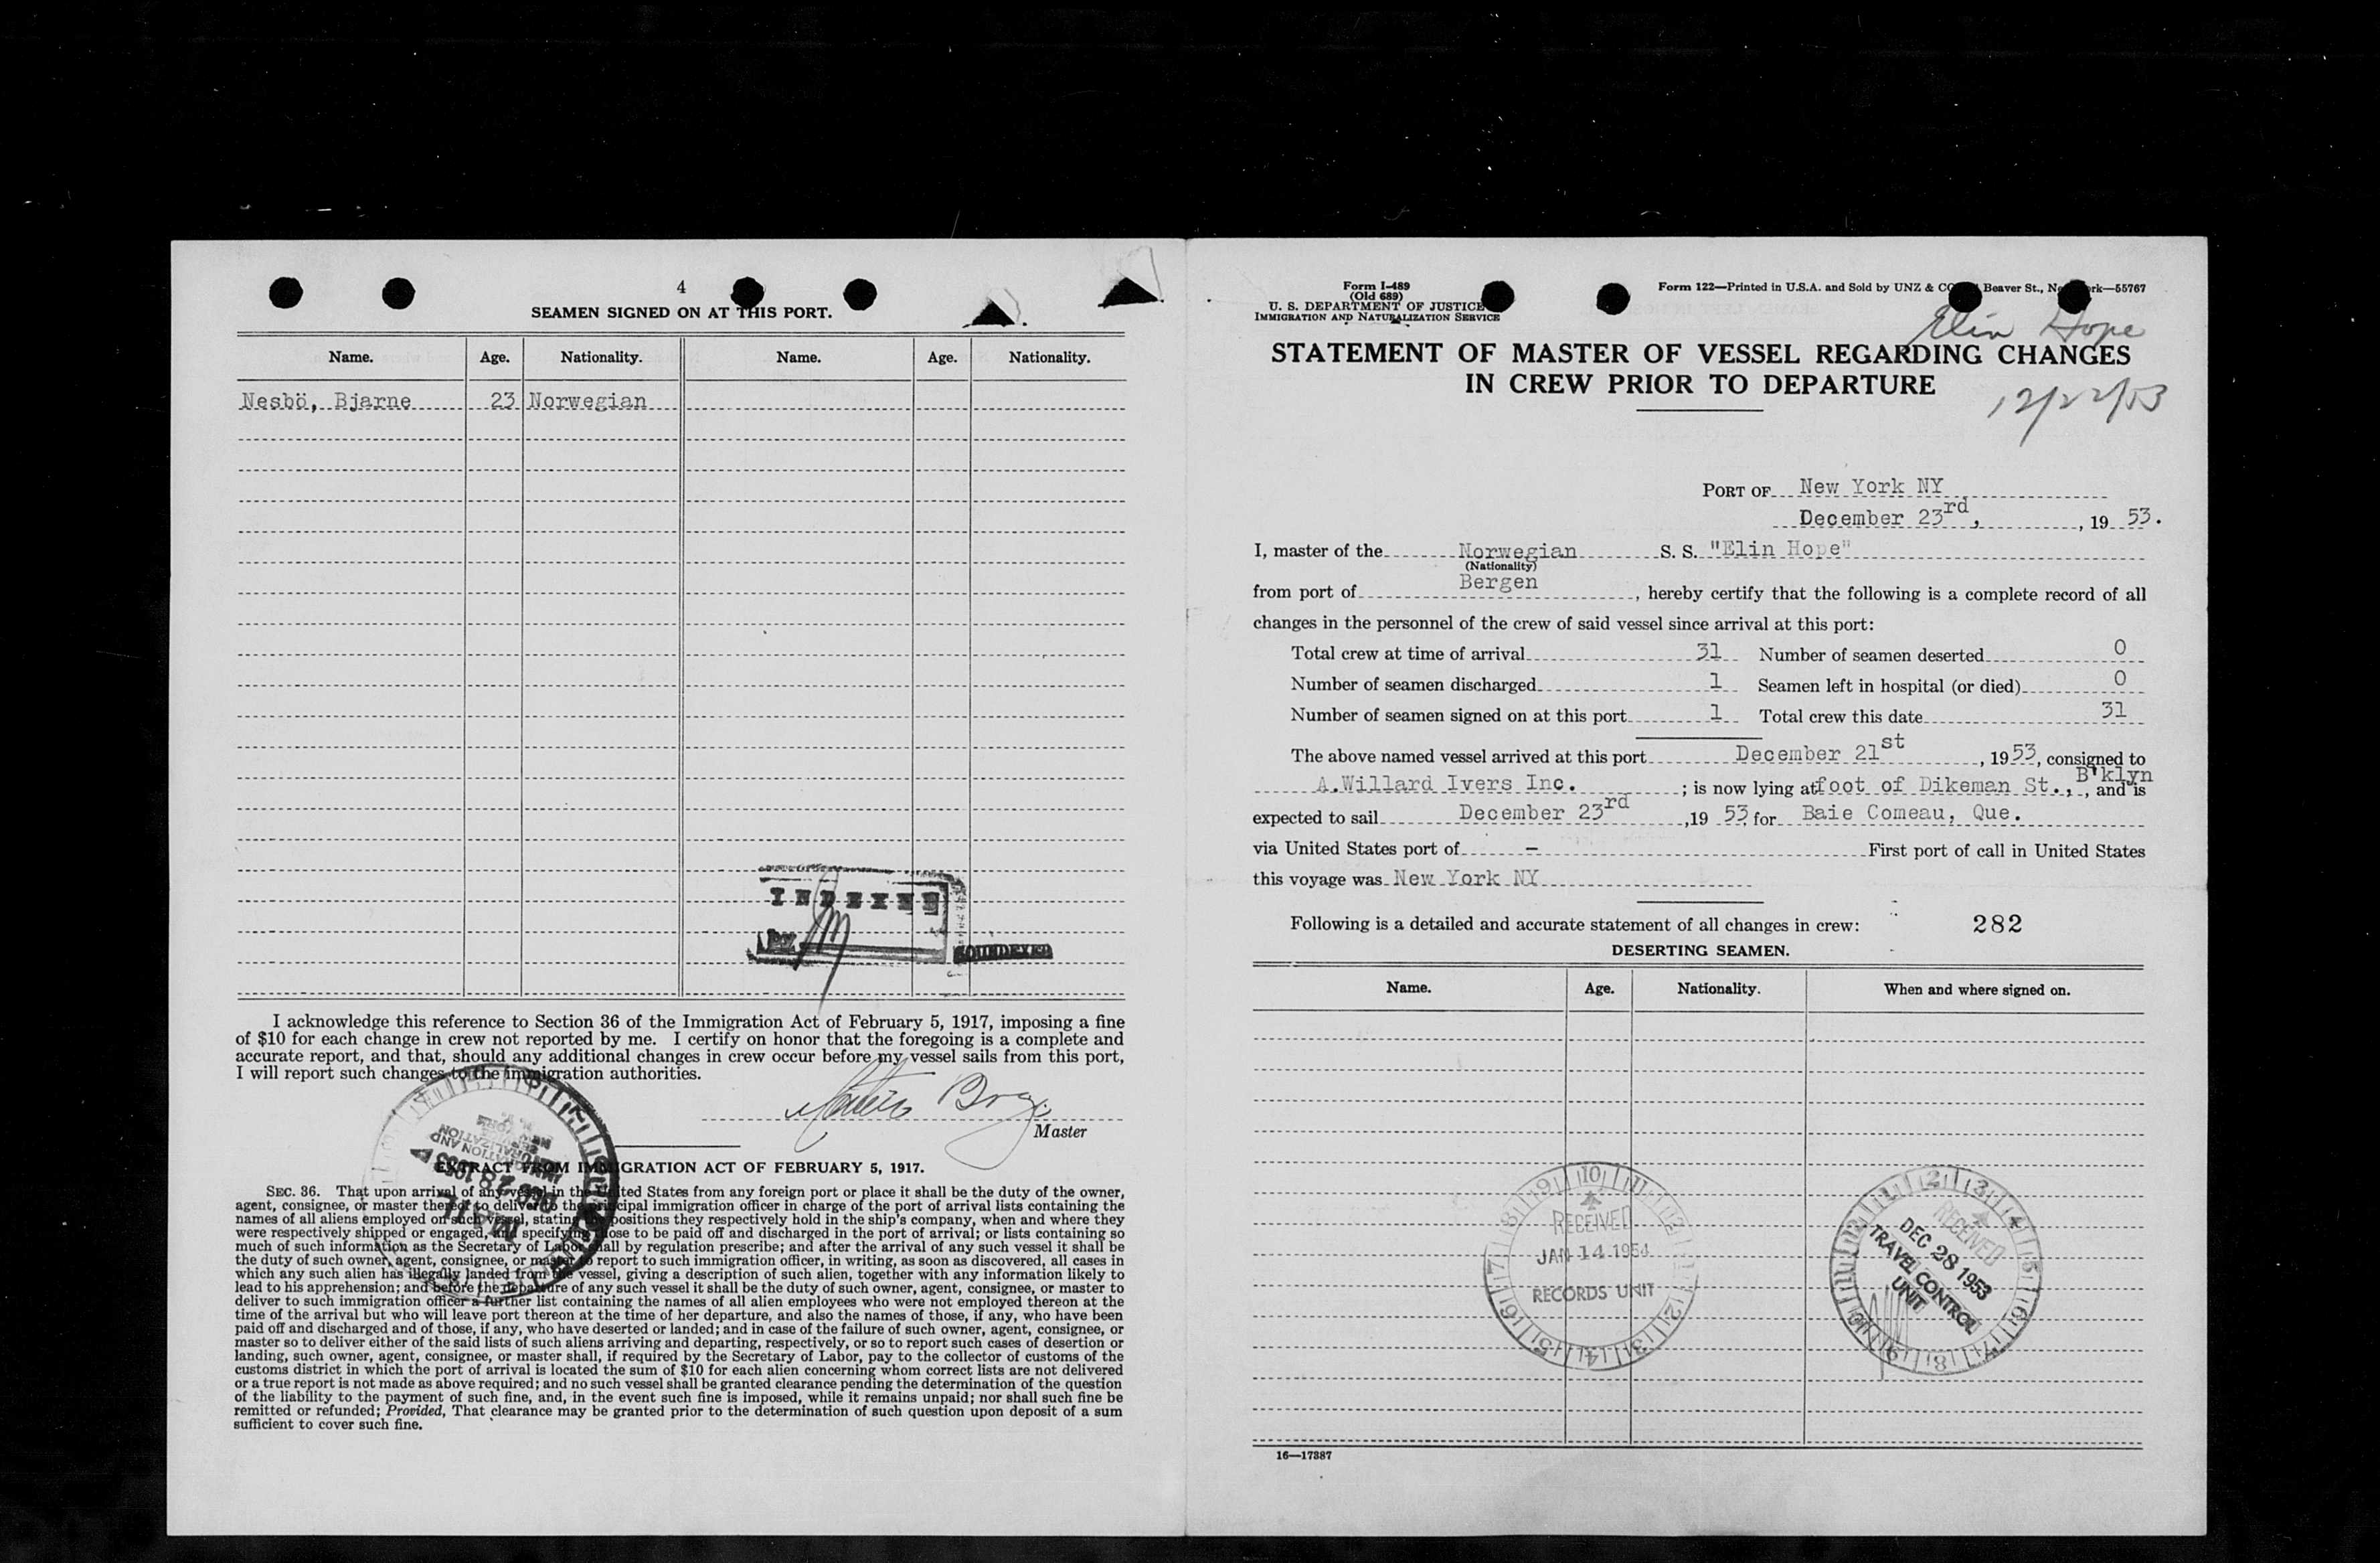 4
SEAMEN SIGNED ON AT THIS PORT.
Name. Age. Nationality. Name. Age. Nationality.
Nesbö, Bjarne 23 Norwegian
INDEXED
SOUNDEXED
I acknowledge this reference to Section 36 of the Immigration Act of February 5, 1917, imposing a fine
of $10 for each change in crew not reported by me. I certify on honor that the foregoing is a complete and
accurate report, and that, should any additional changes in crew occur before my vessel sails from this port,
I will report such changes to the immigration authorities.
Master
EXTRACT FROM IMMIGRATION ACT OF FEBRUARY 5, 1917.
SEC. 36. That upon arrival of any vessel in the United States from any foreign port or place it shall be the duty of the owner,
agent, consignee, or master thereof to deliver to the principal immigration officer in charge of the port of arrival lists containing the
names of all aliens employed on such vessel, stating the positions they respectively hold in the ship's company, when and where they
were respectively shipped or engaged, and specifying those to be paid off and discharged in the port of arrival; or lists containing so
much of such information as the Secretary of Labor shall by regulation prescribe; and after the arrival of any such vessel it shall be
the duty of such owner, agent, consignee, or master to report to such immigration officer, in writing, as soon as discovered, all cases in
which any such alien has illegally landed from the vessel, giving a description of such alien, together with any information likely to
lead to his apprehension; and before the departure of any such vessel it shall be the duty of such owner, agent, consignee, or master to
deliver to such immigration officer a further list containing the names of all alien employees who were not employed thereon at the
time of the arrival but who will leave port thereon at the time of her departure, and also the names of those, if any, who have been
paid off and discharged and of those, if any, who have deserted or landed; and in case of the failure of such owner, agent, consignee, or
master so to deliver either of the said lists of such aliens arriving and departing, respectively, or so to report such cases of desertion or
landing, such owner, agent, consignee, or master shall, if required by the Secretary of Labor, pay to the collector of customs of the
customs district in which the port of arrival is located the sum of $10 for each alien concerning whom correct lists are not delivered
or a true report is not made as above required; and no such vessel shall be granted clearance pending the determination of the question
of the liability to the payment of such fine, and, in the event such fine is imposed, while it remains unpaid; nor shall such fine be
remitted or refunded; Provided, That clearance may be granted prior to the determination of such question upon deposit of a sum
sufficient to cover such fine.
MAIL
DEC 28 1953
IMMIGRATION AND
NATURALIZATION
Form I-489
(Old 689)
U. S. DEPARTMENT OF JUSTICE
IMMIGRATION AND NATURALIZATION SERVICE
Form 122—Printed in U.S.A. and Sold by UNZ & CO Beaver St., New York—55767
Elin Hope
STATEMENT OF MASTER OF VESSEL REGARDING CHANGES
IN CREW PRIOR TO DEPARTURE
12/22/53
PORT OF New York NY
December 23rd, , 19 53.
I, master of the Norwegian S. S. "Elin Hope"
(Nationality)
from port of Bergen , hereby certify that the following is a complete record of all
changes in the personnel of the crew of said vessel since arrival at this port:
Total crew at time of arrival 31 Number of seamen deserted 0
Number of seamen discharged 1 Seamen left in hospital (or died) 0
Number of seamen signed on at this port 1 Total crew this date 31
The above named vessel arrived at this port December 21st , 1953, consigned to
A.Willard Ivers Inc. ; is now lying at foot of Dikeman St., B'klyn, and is
expected to sail December 23rd ,19 53 for Baie Comeau, Que.
via United States port of - First port of call in United States
this voyage was New York NY
Following is a detailed and accurate statement of all changes in crew: 282
DESERTING SEAMEN.
Name. Age. Nationality. When and where signed on.
RECEIVED
JAN 14 1954
RECORDS UNIT
RECEIVED
DEC 28 1953
TRAVEL CONTROL
UNIT
16—17387